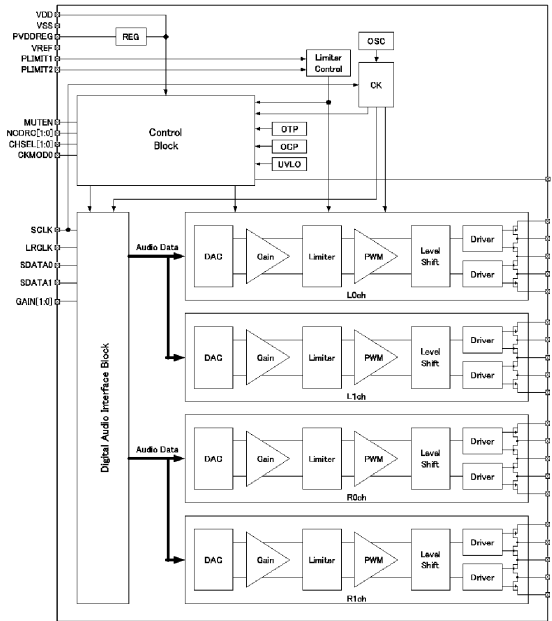 VDD
VSS
PVDDREG
VREF
PLIMIT1
PLIMIT2
REG
Limiter
Control
OSC
CK
MUTEN
NCDRC[1:0]
CHSEL[1:0]
CKMOD0
Control
Block
OTP
OCP
UVLO
SCLK
LRCLK
SDATA0
SDATA1
GAIN[1:0]
Digital Audio Interface Block
Audio Data
DAC
Gain
Limiter
PWM
Level
Shift
Driver
Driver
L0ch
DAC
Gain
Limiter
PWM
Level
Shift
Driver
Driver
L1ch
Audio Data
DAC
Gain
Limiter
PWM
Level
Shift
Driver
Driver
R0ch
DAC
Gain
Limiter
PWM
Level
Shift
Driver
Driver
R1ch